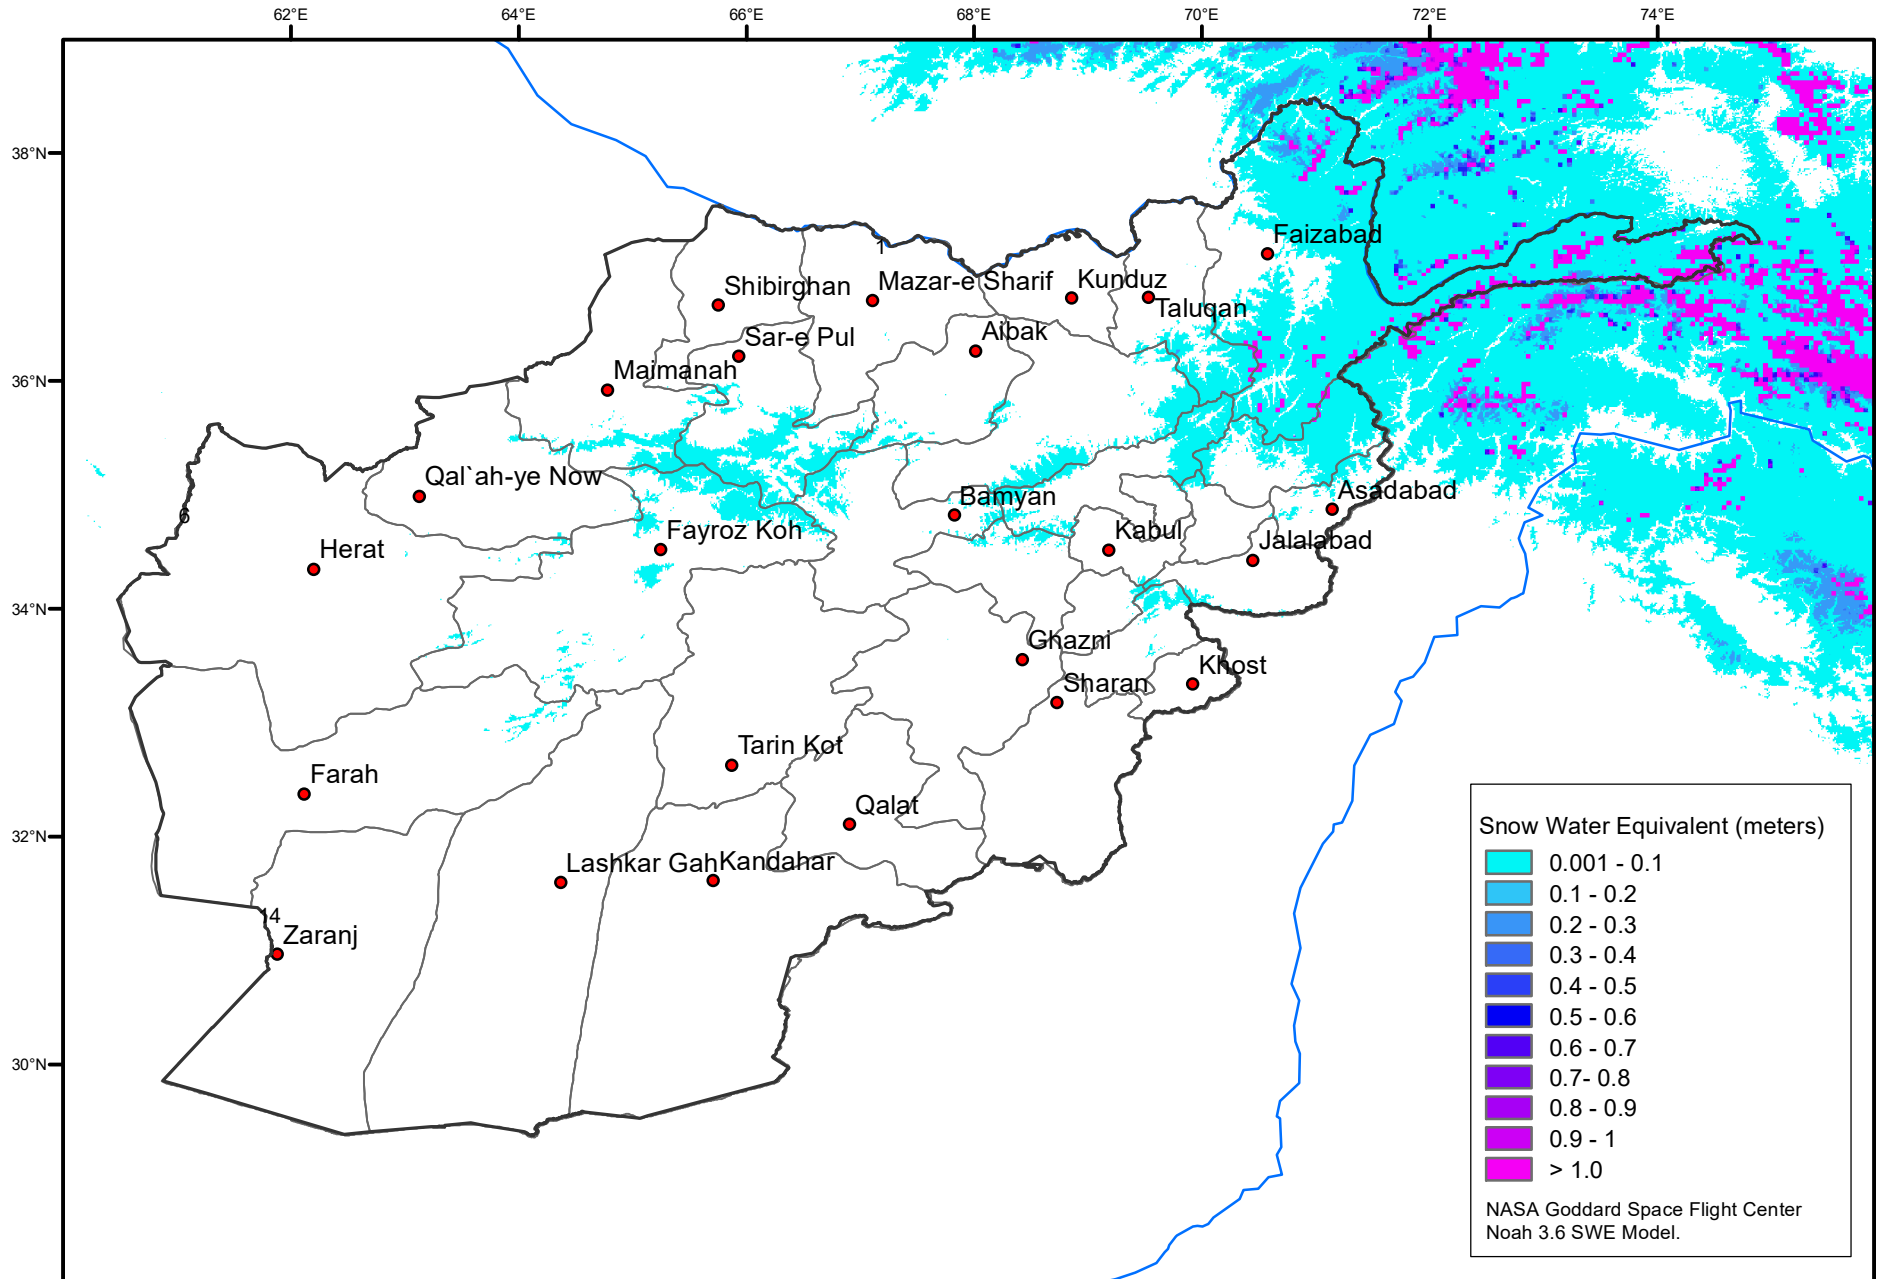 62°E
64°E
66°E
68°E
70°E
72°E
74°E
38°N
36°N
34°N
32°N
30°N
1
6
14
Faizabad
Shibirghan
Mazar-e Sharif
Kunduz
Taluqan
Sar-e Pul
Aibak
Maimanah
Qal`ah-ye Now
Bamyan
Asadabad
Fayroz Koh
Kabul
Jalalabad
Herat
Ghazni
Khost
Sharan
Tarin Kot
Farah
Qalat
Lashkar Gah
Kandahar
Zaranj
Snow Water Equivalent (meters)
0.001 - 0.1
0.1 - 0.2
0.2 - 0.3
0.3 - 0.4
0.4 - 0.5
0.5 - 0.6
0.6 - 0.7
0.7- 0.8
0.8 - 0.9
0.9 - 1
> 1.0
NASA Goddard Space Flight Center
Noah 3.6 SWE Model.